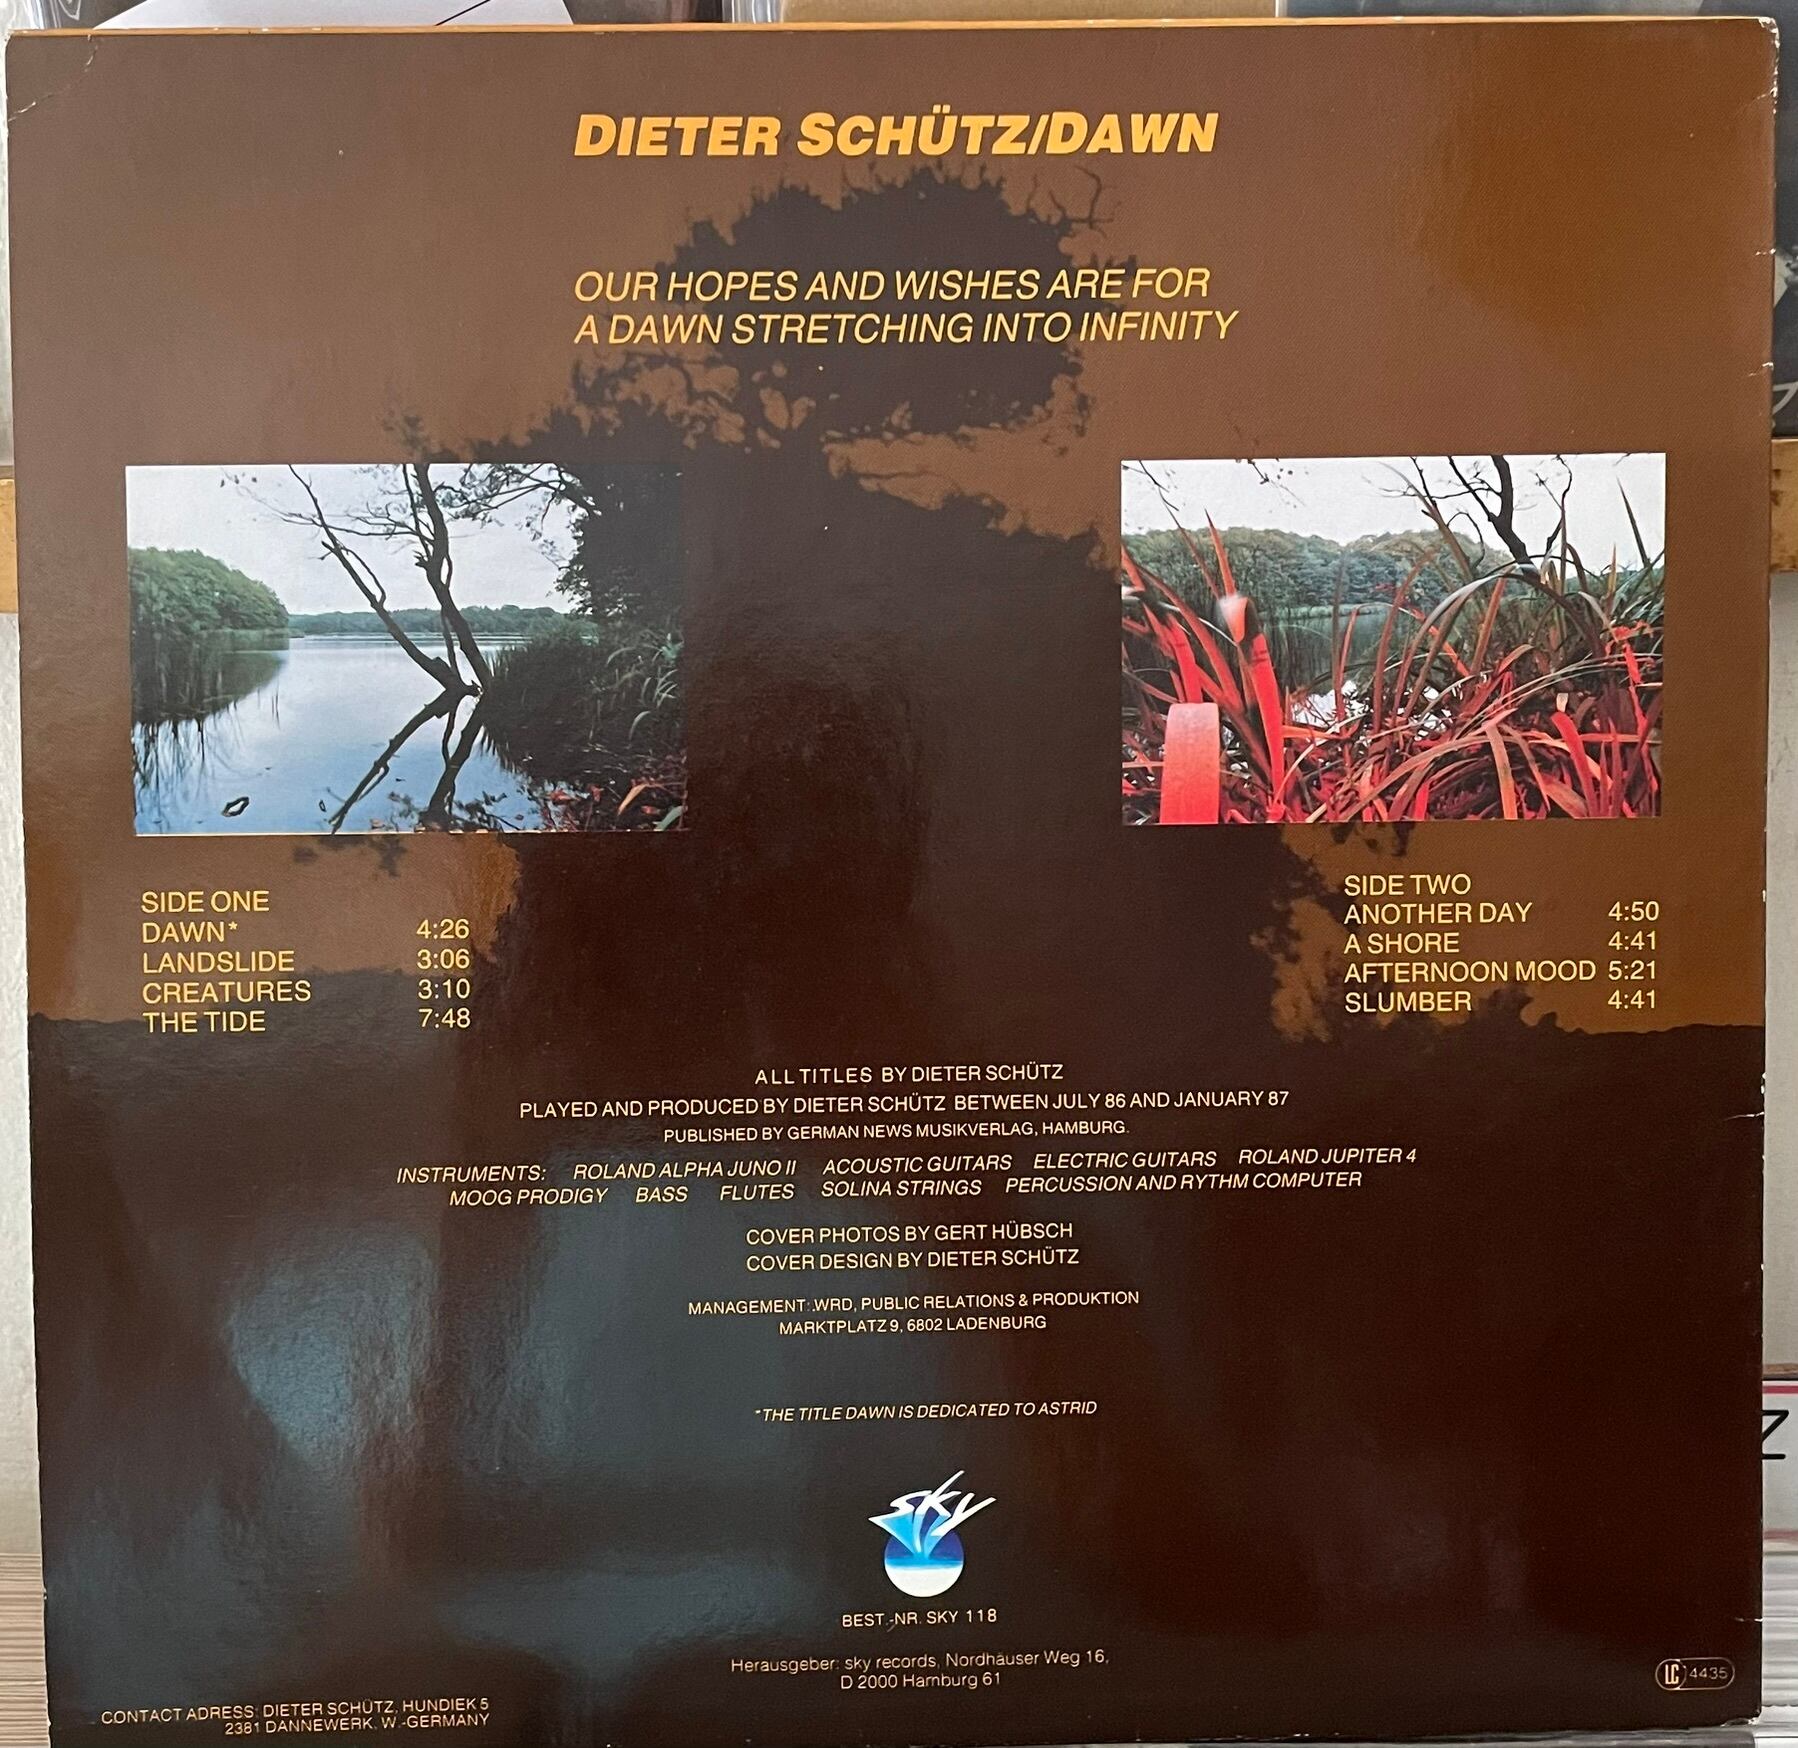 DIETER SCHÜTZ/DAWN
OUR HOPES AND WISHES ARE FOR
A DAWN STRETCHING INTO INFINITY
SIDE ONE
DAWN* 4:26
LANDSLIDE 3:06
CREATURES 3:10
THE TIDE 7:48
SIDE TWO
ANOTHER DAY 4:50
A SHORE 4:41
AFTERNOON MOOD 5:21
SLUMBER 4:41
ALL TITLES BY DIETER SCHÜTZ
PLAYED AND PRODUCED BY DIETER SCHÜTZ BETWEEN JULY 86 AND JANUARY 87
PUBLISHED BY GERMAN NEWS MUSIKVERLAG, HAMBURG.
INSTRUMENTS: ROLAND ALPHA JUNO II ACOUSTIC GUITARS ELECTRIC GUITARS ROLAND JUPITER 4
MOOG PRODIGY BASS FLUTES SOLINA STRINGS PERCUSSION AND RYTHM COMPUTER
COVER PHOTOS BY GERT HÜBSCH
COVER DESIGN BY DIETER SCHÜTZ
MANAGEMENT: WRD, PUBLIC RELATIONS & PRODUKTION
MARKTPLATZ 9, 6802 LADENBURG
*THE TITLE DAWN IS DEDICATED TO ASTRID
sky
BEST.-NR. SKY 118
Herausgeber: sky records, Nordhäuser Weg 16,
D 2000 Hamburg 61
LC 4435
CONTACT ADRESS: DIETER SCHÜTZ, HUNDIEK 5
2381 DANNEWERK, W.-GERMANY
Z